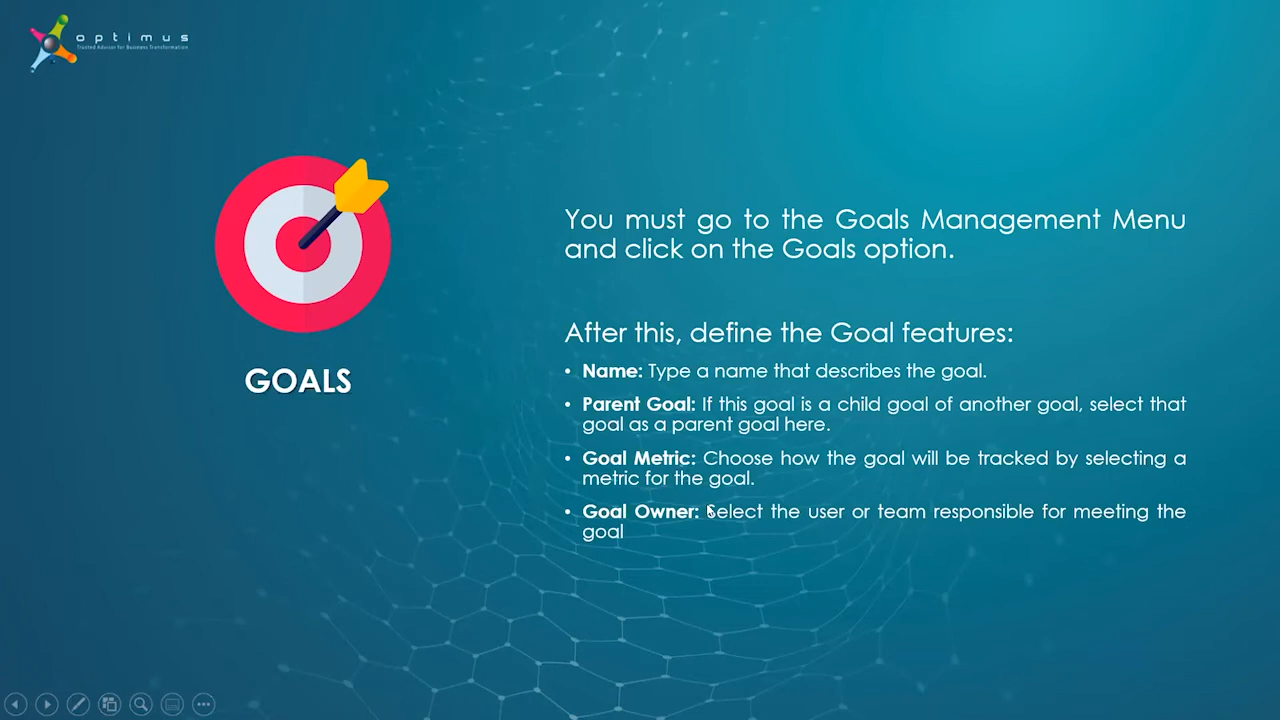 optimus
Trusted Advisor for Business Transformation
You must go to the Goals Management Menu
and click on the Goals option.
After this, define the Goal features:
• Name: Type a name that describes the goal.
• Parent Goal: If this goal is a child goal of another goal, select that
goal as a parent goal here.
• Goal Metric: Choose how the goal will be tracked by selecting a
metric for the goal.
• Goal Owner: Select the user or team responsible for meeting the
goal
GOALS